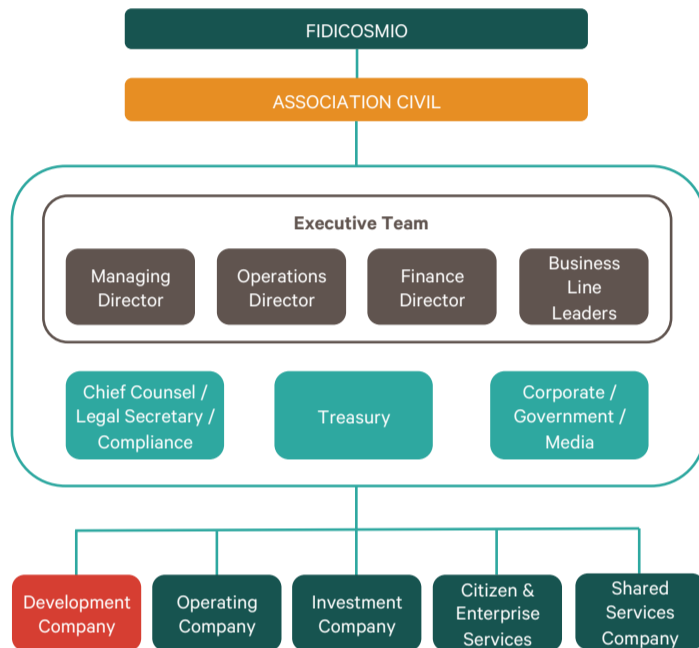 FIDICOSMIO
ASSOCIATION CIVIL
Executive Team
Managing
Director
Operations
Director
Finance
Director
Business
Line
Leaders
Chief Counsel /
Legal Secretary /
Compliance
Treasury
Corporate /
Government /
Media
Development
Company
Operating
Company
Investment
Company
Citizen &
Enterprise
Services
Shared
Services
Company